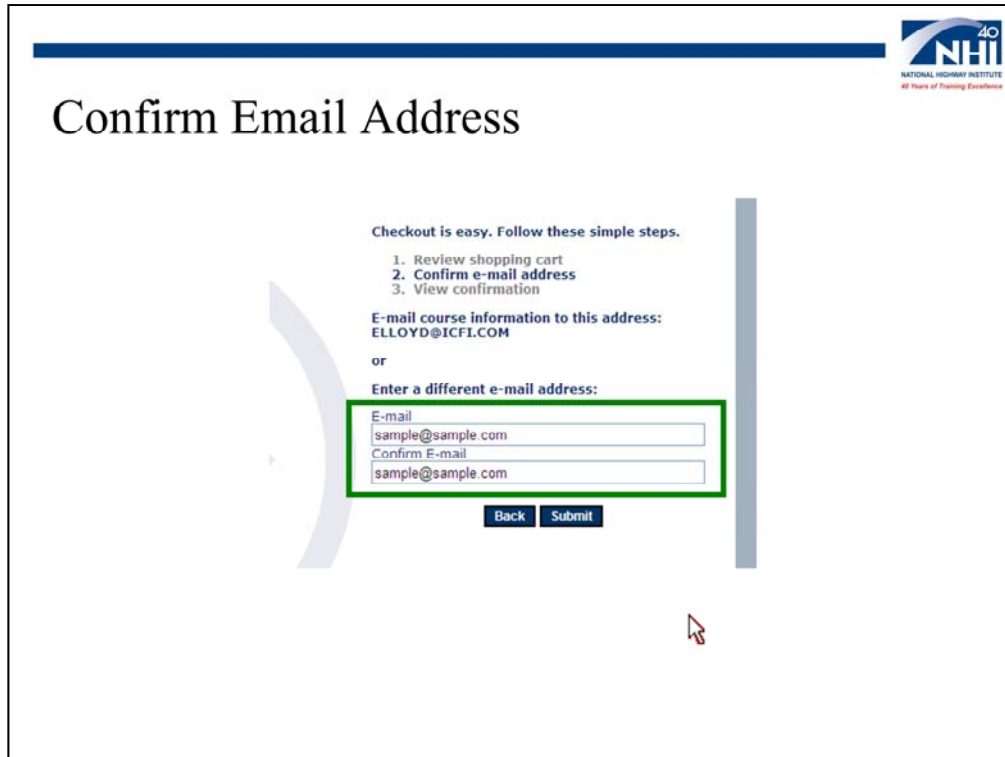 40
NHI
NATIONAL HIGHWAY INSTITUTE
40 Years of Training Excellence
Confirm Email Address
Checkout is easy. Follow these simple steps.
1. Review shopping cart
2. Confirm e-mail address
3. View confirmation
E-mail course information to this address:
ELLOYD@ICFI.COM
or
Enter a different e-mail address:
E-mail
sample@sample.com
Confirm E-mail
sample@sample.com
Back Submit